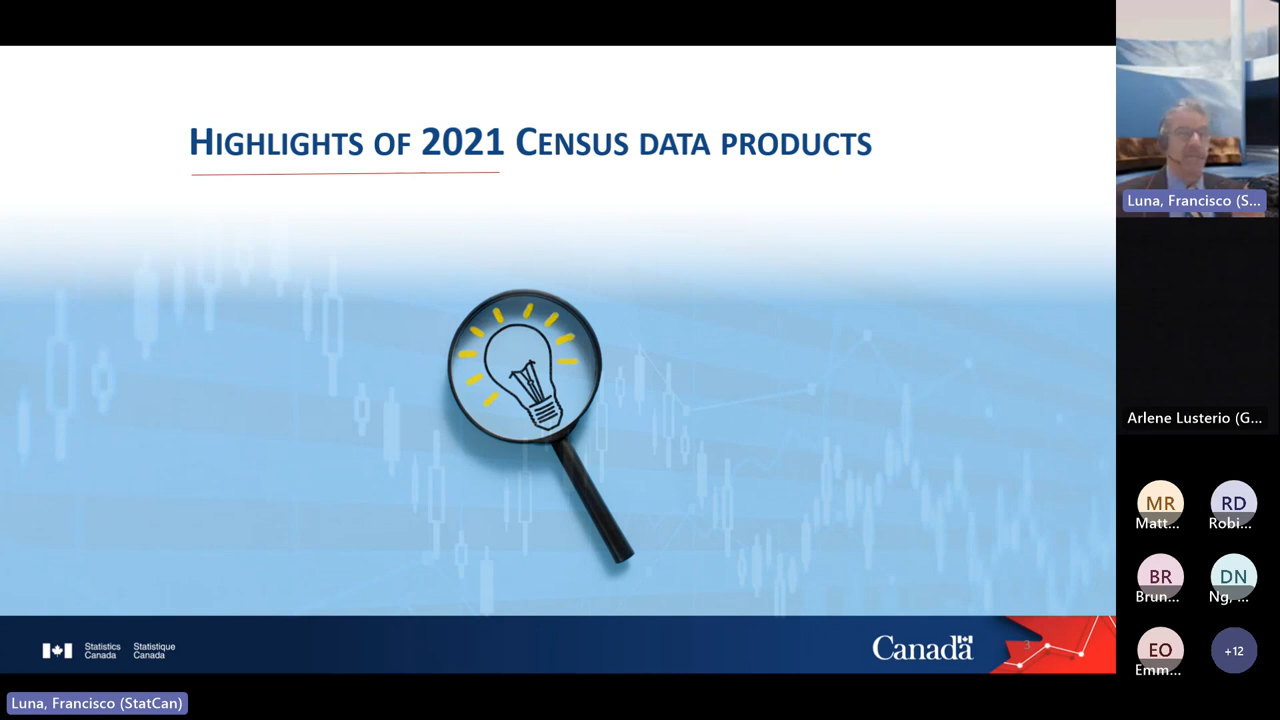 HIGHLIGHTS OF 2021 CENSUS DATA PRODUCTS
Statistics
Canada
Statistique
Canada
Canada
3
Luna, Francisco (StatCan)
Luna, Francisco (S...
Arlene Lusterio (G...
MR
Matt...
RD
Robi...
BR
Brun...
DN
Ng, ...
EO
Emm...
+12